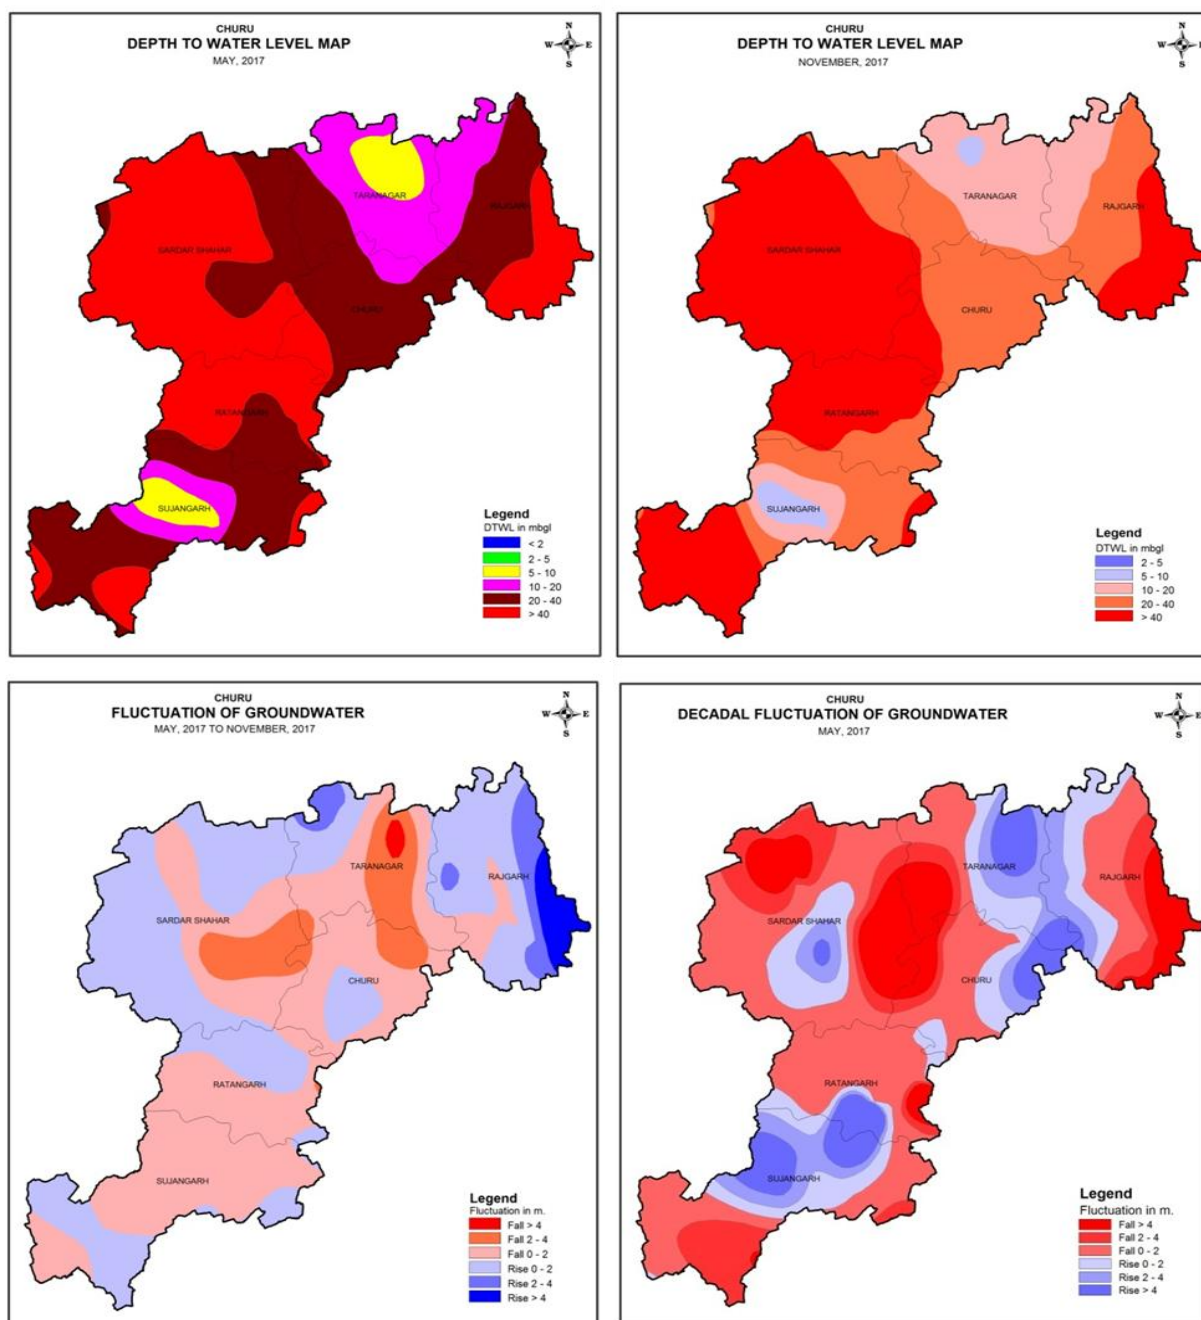 CHURU
DEPTH TO WATER LEVEL MAP
MAY, 2017
N
W E
S
TARANAGAR
RAJGARH
SARDAR SHAHAR
CHURU
RATANGARH
SUJANGARH
Legend
DTWL in mbgl
< 2
2 - 5
5 - 10
10 - 20
20 - 40
> 40
CHURU
DEPTH TO WATER LEVEL MAP
NOVEMBER, 2017
N
W E
S
TARANAGAR
RAJGARH
SARDAR SHAHAR
CHURU
RATANGARH
SUJANGARH
Legend
DTWL in mbgl
2 - 5
5 - 10
10 - 20
20 - 40
> 40
CHURU
FLUCTUATION OF GROUNDWATER
MAY, 2017 TO NOVEMBER, 2017
N
W E
S
TARANAGAR
RAJGARH
SARDAR SHAHAR
CHURU
RATANGARH
SUJANGARH
Legend
Fluctuation in m.
Fall > 4
Fall 2 - 4
Fall 0 - 2
Rise 0 - 2
Rise 2 - 4
Rise > 4
CHURU
DECADAL FLUCTUATION OF GROUNDWATER
MAY, 2017
N
W E
S
TARANAGAR
RAJGARH
SARDAR SHAHAR
CHURU
RATANGARH
SUJANGARH
Legend
Fluctuation in m.
Fall > 4
Fall 2 - 4
Fall 0 - 2
Rise 0 - 2
Rise 2 - 4
Rise > 4